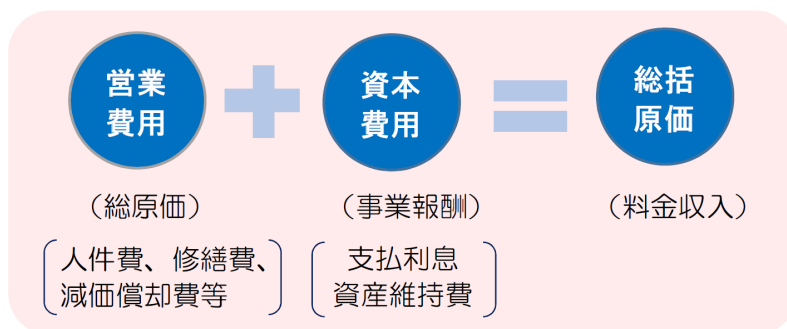 営業
費用
+
資本
費用
=
総括
原価
（総原価）
（事業報酬）
（料金収入）
人件費、修繕費、
減価償却費等
支払利息
資産維持費